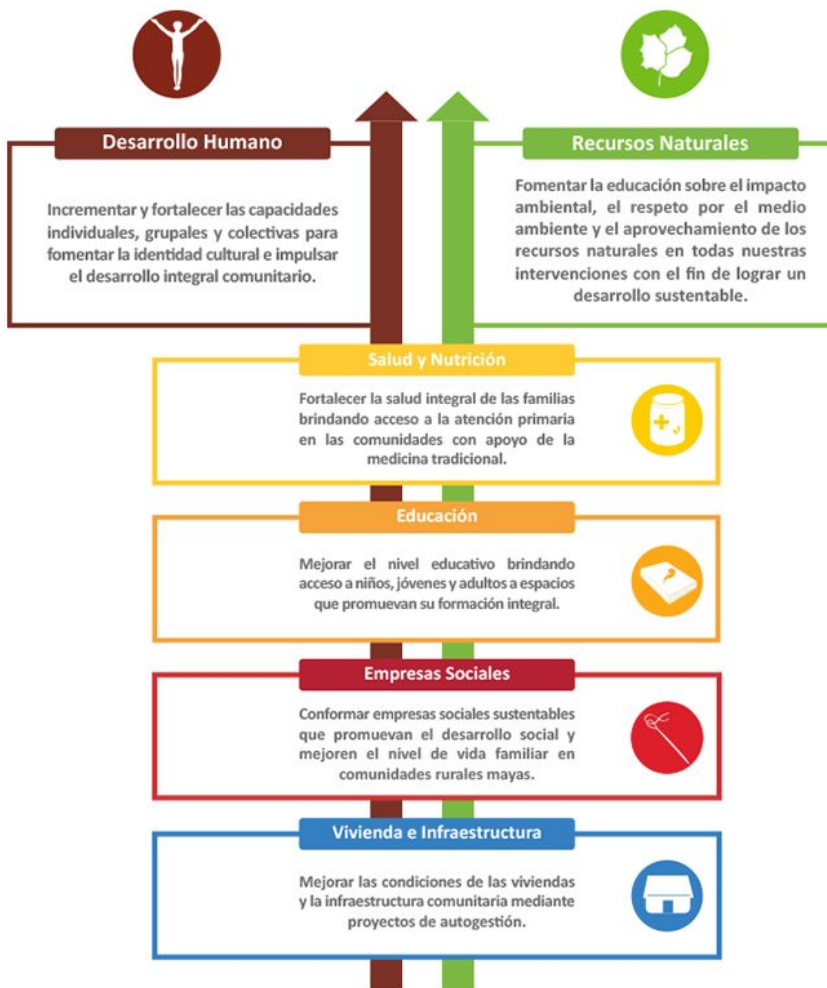 Desarrollo Humano
Incrementar y fortalecer las capacidades
individuales, grupales y colectivas para
fomentar la identidad cultural e impulsar
el desarrollo integral comunitario.
Recursos Naturales
Fomentar la educación sobre el impacto
ambiental, el respeto por el medio
ambiente y el aprovechamiento de los
recursos naturales en todas nuestras
intervenciones con el fin de lograr un
desarrollo sustentable.
Salud y Nutrición
Fortalecer la salud integral de las familias
brindando acceso a la atención primaria
en las comunidades con apoyo de la
medicina tradicional.
Educación
Mejorar el nivel educativo brindando
acceso a niños, jóvenes y adultos a espacios
que promuevan su formación integral.
Empresas Sociales
Conformar empresas sociales sustentables
que promuevan el desarrollo social y
mejoren el nivel de vida familiar en
comunidades rurales mayas.
Vivienda e Infraestructura
Mejorar las condiciones de las viviendas
y la infraestructura comunitaria mediante
proyectos de autogestión.